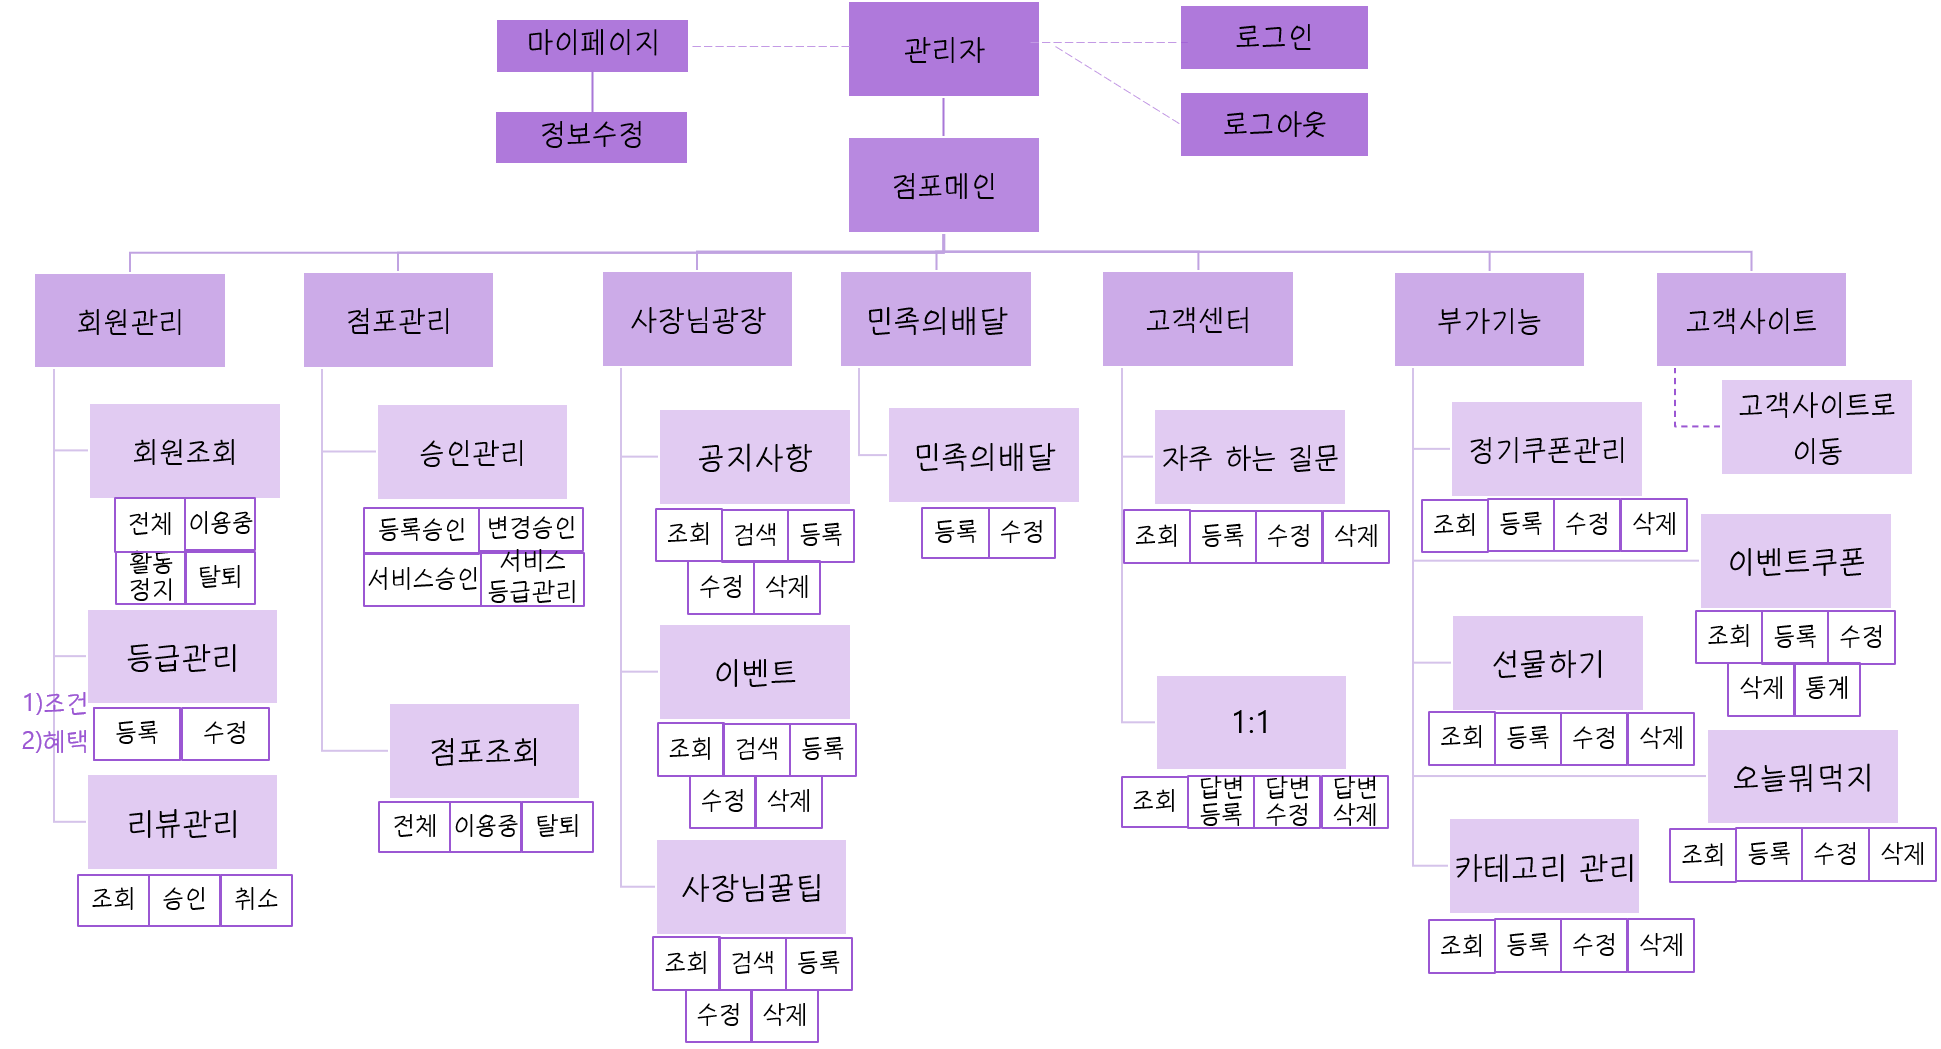 마이페이지
관리자
로그인
정보수정
로그아웃
점포메인
회원관리
점포관리
사장님광장
민족의배달
고객센터
부가기능
고객사이트
회원조회
전체
이용중
활동
정지
탈퇴
등급관리
1)조건
2)혜택
등록
수정
리뷰관리
조회
승인
취소
승인관리
등록승인
변경승인
서비스승인
서비스
등급관리
점포조회
전체
이용중
탈퇴
공지사항
조회
검색
등록
수정
삭제
이벤트
조회
검색
등록
수정
삭제
사장님꿀팁
조회
검색
등록
수정
삭제
민족의배달
등록
수정
자주 하는 질문
조회
등록
수정
삭제
1:1
조회
답변
등록
답변
수정
답변
삭제
정기쿠폰관리
조회
등록
수정
삭제
이벤트쿠폰
조회
등록
수정
삭제
통계
선물하기
조회
등록
수정
삭제
오늘뭐먹지
조회
등록
수정
삭제
카테고리 관리
조회
등록
수정
삭제
고객사이트로
이동